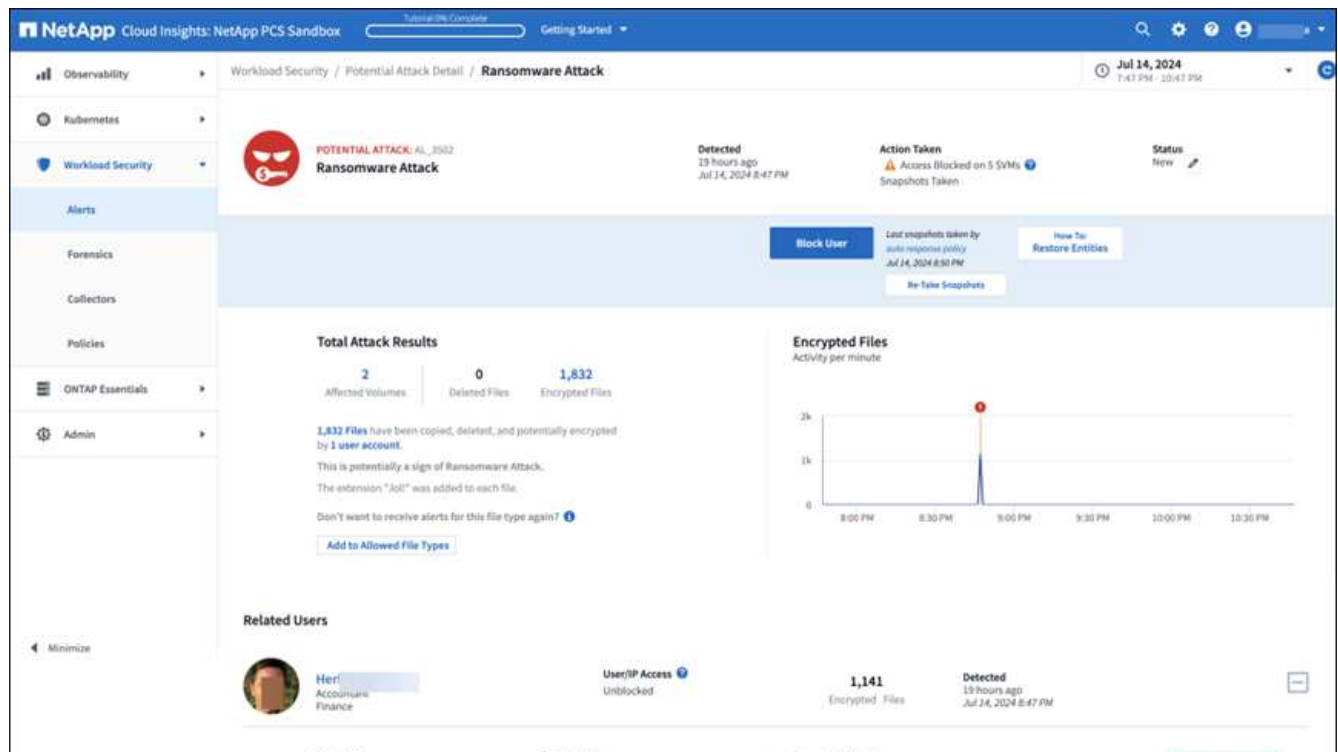 NetApp Cloud Insights: NetApp PCS Sandbox
Tutorial 0% Complete
Getting Started
Observability
Kubernetes
Workload Security
Alerts
Forensics
Collectors
Policies
ONTAP Essentials
Admin
Minimize
Workload Security / Potential Attack Detail / Ransomware Attack
Jul 14, 2024
7:47 PM - 10:47 PM
POTENTIAL ATTACK: AL_3502
Ransomware Attack
Detected
19 hours ago
Jul 14, 2024 8:47 PM
Action Taken
Access Blocked on 5 SVMs
Snapshots Taken
Status
New
Block User
Last snapshots taken by
auto response policy
Jul 14, 2024 8:50 PM
Re-Take Snapshots
How To:
Restore Entities
Total Attack Results
2
Affected Volumes
0
Deleted Files
1,832
Encrypted Files
1,832 Files have been copied, deleted, and potentially encrypted
by 1 user account.
This is potentially a sign of Ransomware Attack.
The extension "lol!" was added to each file.
Don't want to receive alerts for this file type again?
Add to Allowed File Types
Encrypted Files
Activity per minute
2k
1k
0
8:00 PM 8:30 PM 9:00 PM 9:30 PM 10:00 PM 10:30 PM
Related Users
Accountant
Finance
User/IP Access
Unblocked
1,141
Encrypted Files
Detected
19 hours ago
Jul 14, 2024 8:47 PM